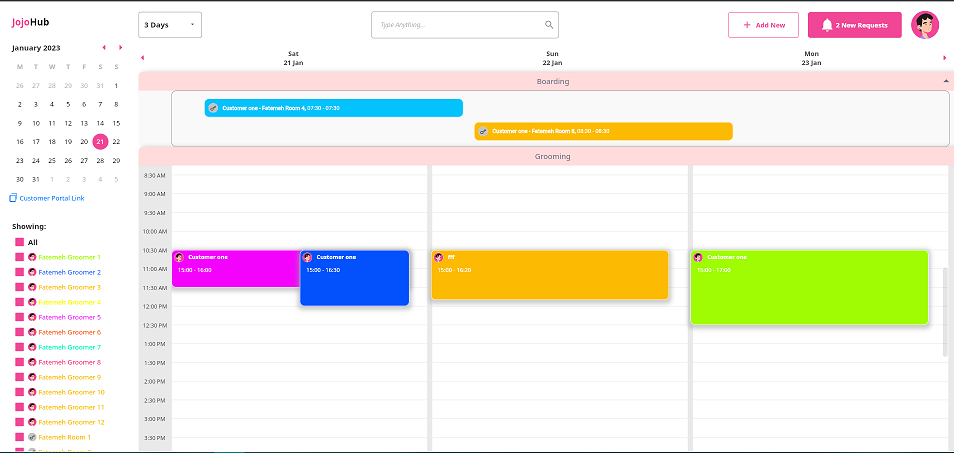 JojoHub
3 Days
Type Anything...
+ Add New
2 New Requests
January 2023
M T W T F S S
26 27 28 29 30 31 1
2 3 4 5 6 7 8
9 10 11 12 13 14 15
16 17 18 19 20 21 22
23 24 25 26 27 28 29
30 31 1 2 3 4 5
Customer Portal Link
Showing:
All
Fatemeh Groomer 1
Fatemeh Groomer 2
Fatemeh Groomer 3
Fatemeh Groomer 4
Fatemeh Groomer 5
Fatemeh Groomer 6
Fatemeh Groomer 7
Fatemeh Groomer 8
Fatemeh Groomer 9
Fatemeh Groomer 10
Fatemeh Groomer 11
Fatemeh Groomer 12
Fatemeh Room 1
Sat
21 Jan
Sun
22 Jan
Mon
23 Jan
Boarding
Customer one - Fatemeh Room 4, 07:30 - 07:30
Customer one - Fatemeh Room 8, 08:30 - 08:30
Grooming
8:30 AM
9:00 AM
9:30 AM
10:00 AM
10:30 AM
11:00 AM
11:30 AM
12:00 PM
12:30 PM
1:00 PM
1:30 PM
2:00 PM
2:30 PM
3:00 PM
3:30 PM
Customer one
15:00 - 16:00
Customer one
15:00 - 16:30
fff
15:00 - 16:20
Customer one
15:00 - 17:00